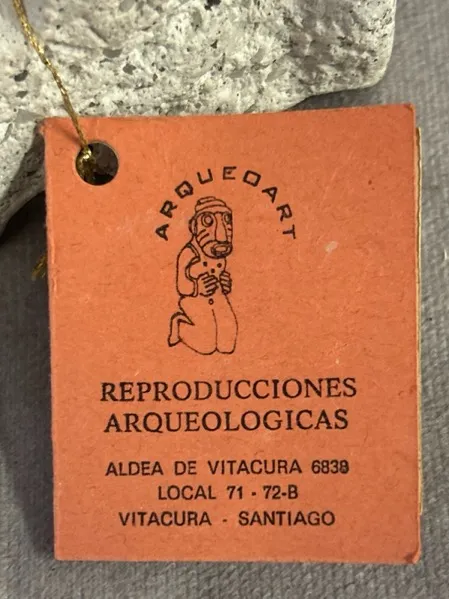 ARQUEOART
REPRODUCCIONES
ARQUEOLOGICAS
ALDEA DE VITACURA 6838
LOCAL 71 - 72-B
VITACURA - SANTIAGO